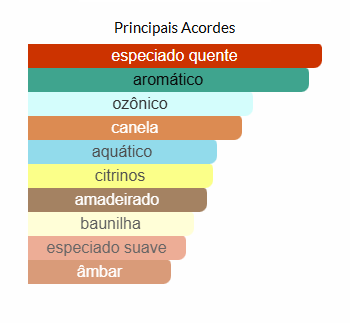 Principais Acordes
especiado quente
aromático
ozônico
canela
aquático
citrinos
amadeirado
baunilha
especiado suave
âmbar